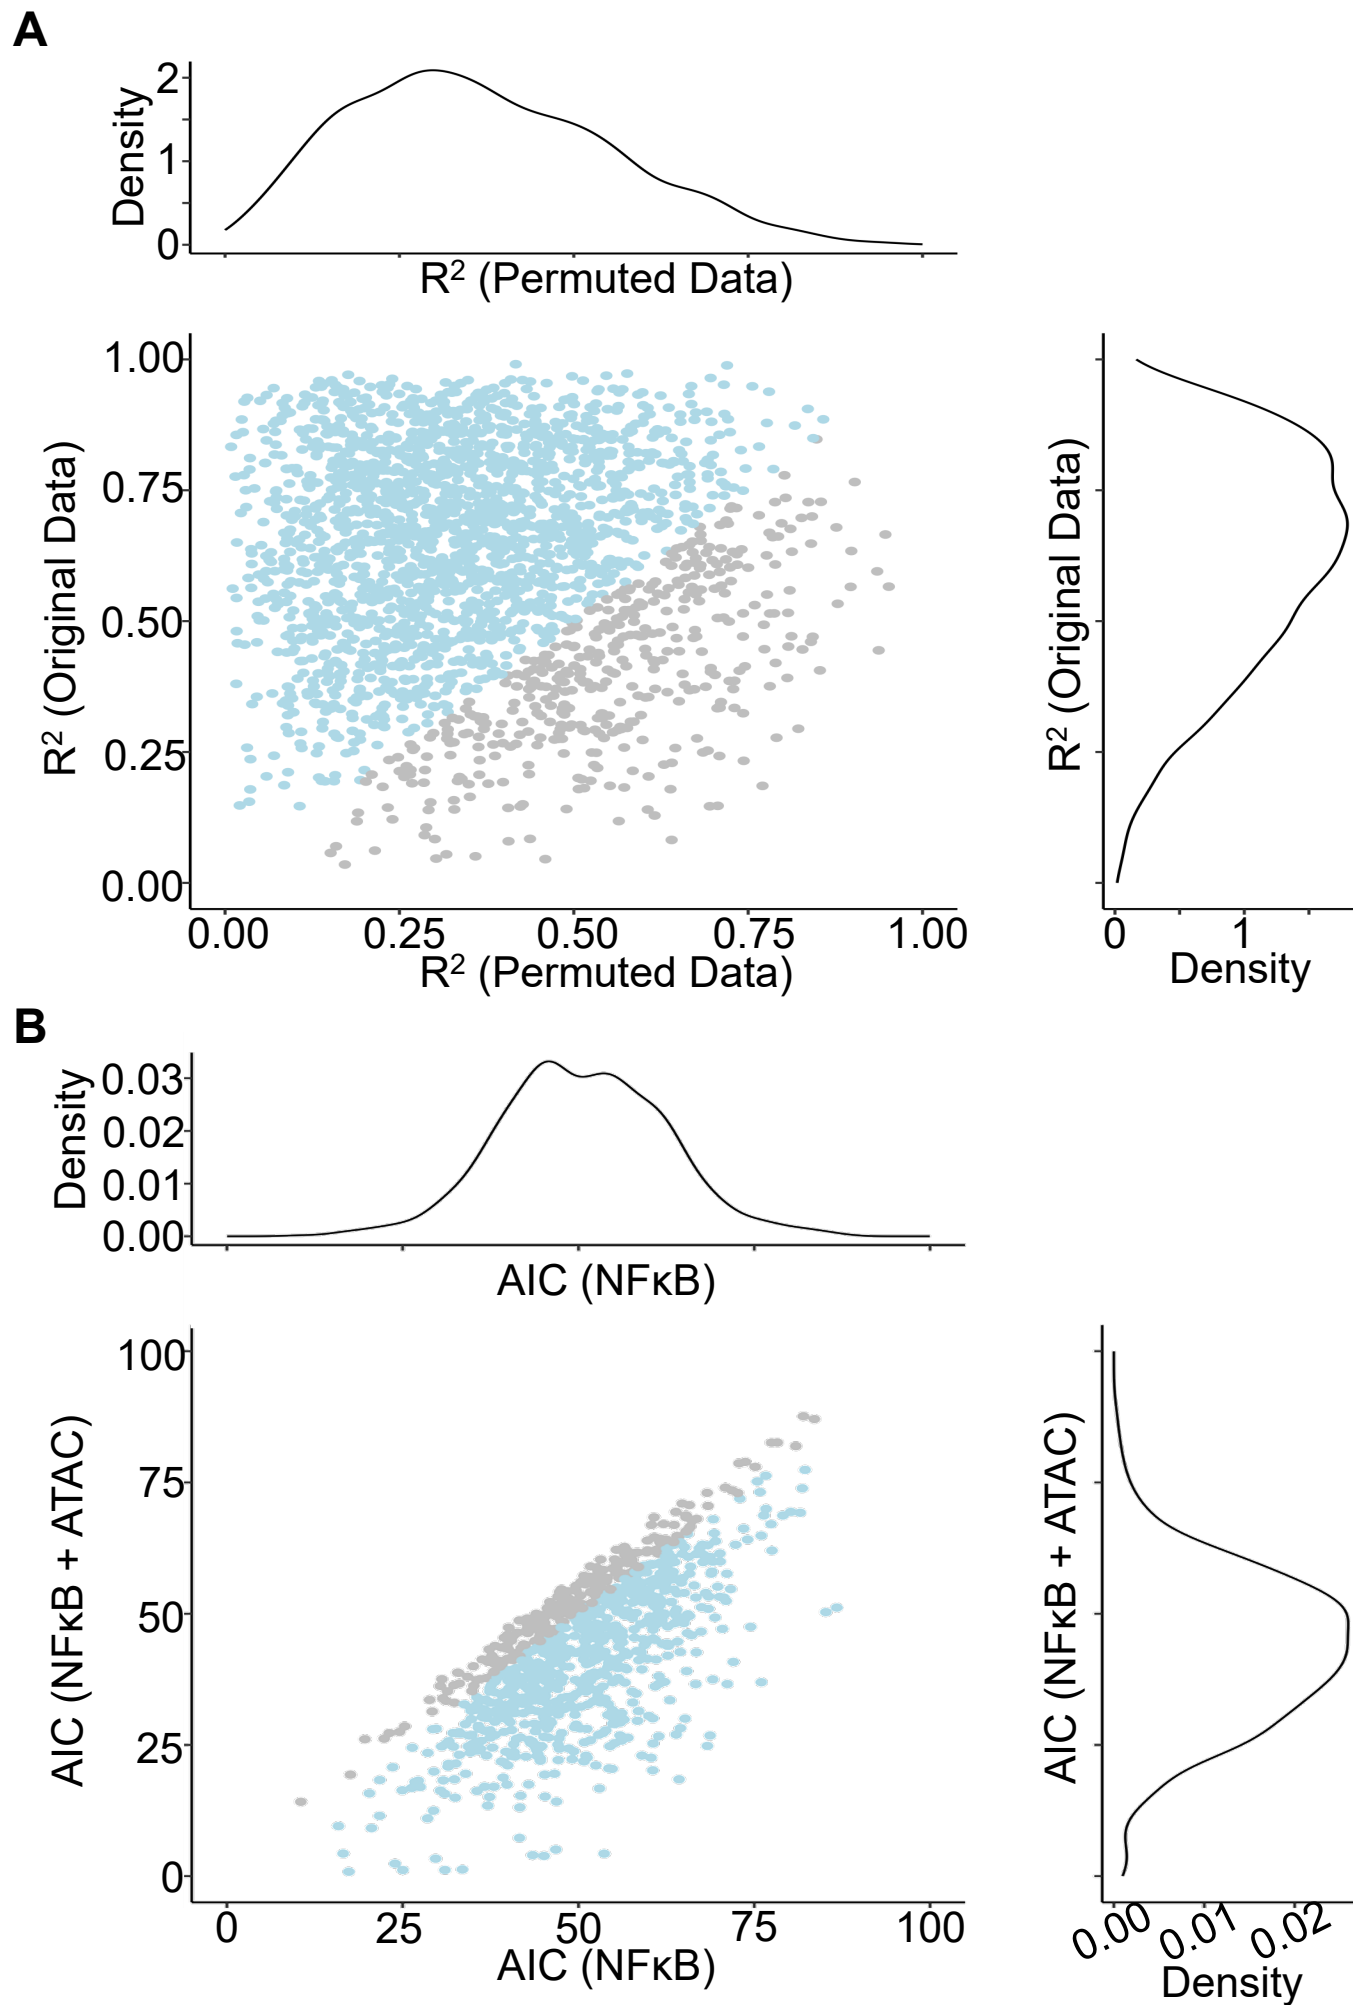 A
Density
2
1
0
R² (Permuted Data)
R² (Original Data)
1.00
0.75
0.50
0.25
0.00
0.00 0.25 0.50 0.75 1.00
R² (Permuted Data)
R² (Original Data)
0 1
Density
B
Density
0.03
0.02
0.01
0.00
AIC (NFκB)
AIC (NFκB + ATAC)
100
75
50
25
0
0 25 50 75 100
AIC (NFκB)
AIC (NFκB + ATAC)
0.00 0.01 0.02
Density